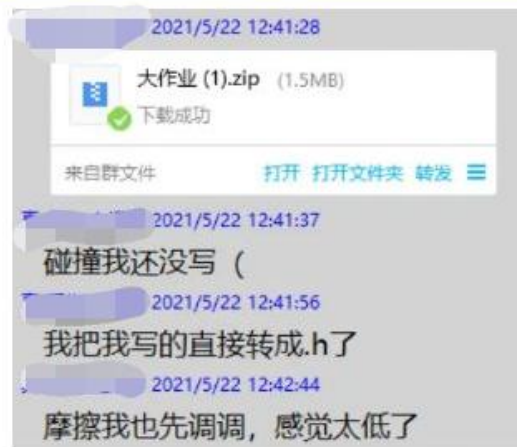 2021/5/22 12:41:28
大作业 (1).zip (1.5MB)
下载成功
来自群文件 打开 打开文件夹 转发
2021/5/22 12:41:37
碰撞我还没写（
2021/5/22 12:41:56
我把我写的直接转成.h了
2021/5/22 12:42:44
摩擦我也先调调，感觉太低了